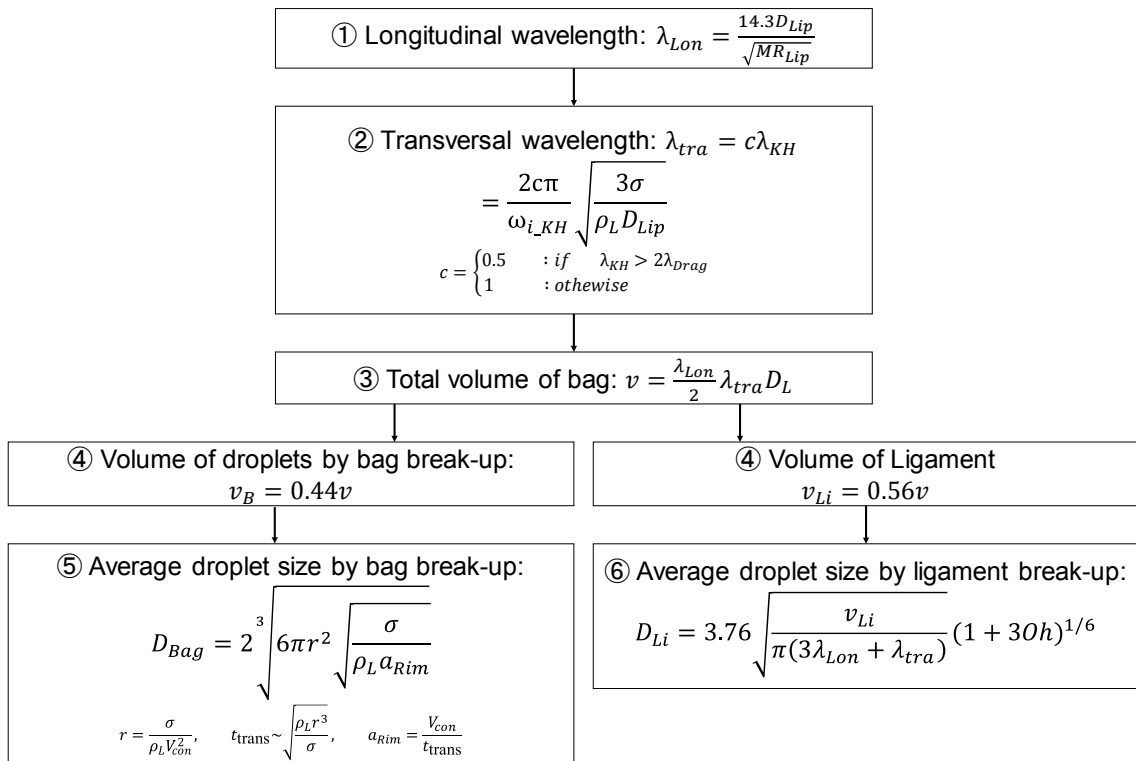 ① Longitudinal wavelength: λ_Lon = 14.3D_Lip / √MR_Lip
② Transversal wavelength: λ_tra = cλ_KH
= 2cπ / ω_i_KH √(3σ / ρ_L D_Lip)
c = { 0.5 : if λ_KH > 2λ_Drag
1 : othewise
③ Total volume of bag: v = λ_Lon / 2 λ_tra D_L
④ Volume of droplets by bag break-up:
v_B = 0.44v
④ Volume of Ligament
v_Li = 0.56v
⑤ Average droplet size by bag break-up:
D_Bag = 2 ∛(6πr² √(σ / ρ_L a_Rim))
r = σ / ρ_L V_con², t_trans ~ √(ρ_L r³ / σ), a_Rim = V_con / t_trans
⑥ Average droplet size by ligament break-up:
D_Li = 3.76 √(v_Li / π(3λ_Lon + λ_tra)) (1 + 3Oh)^1/6